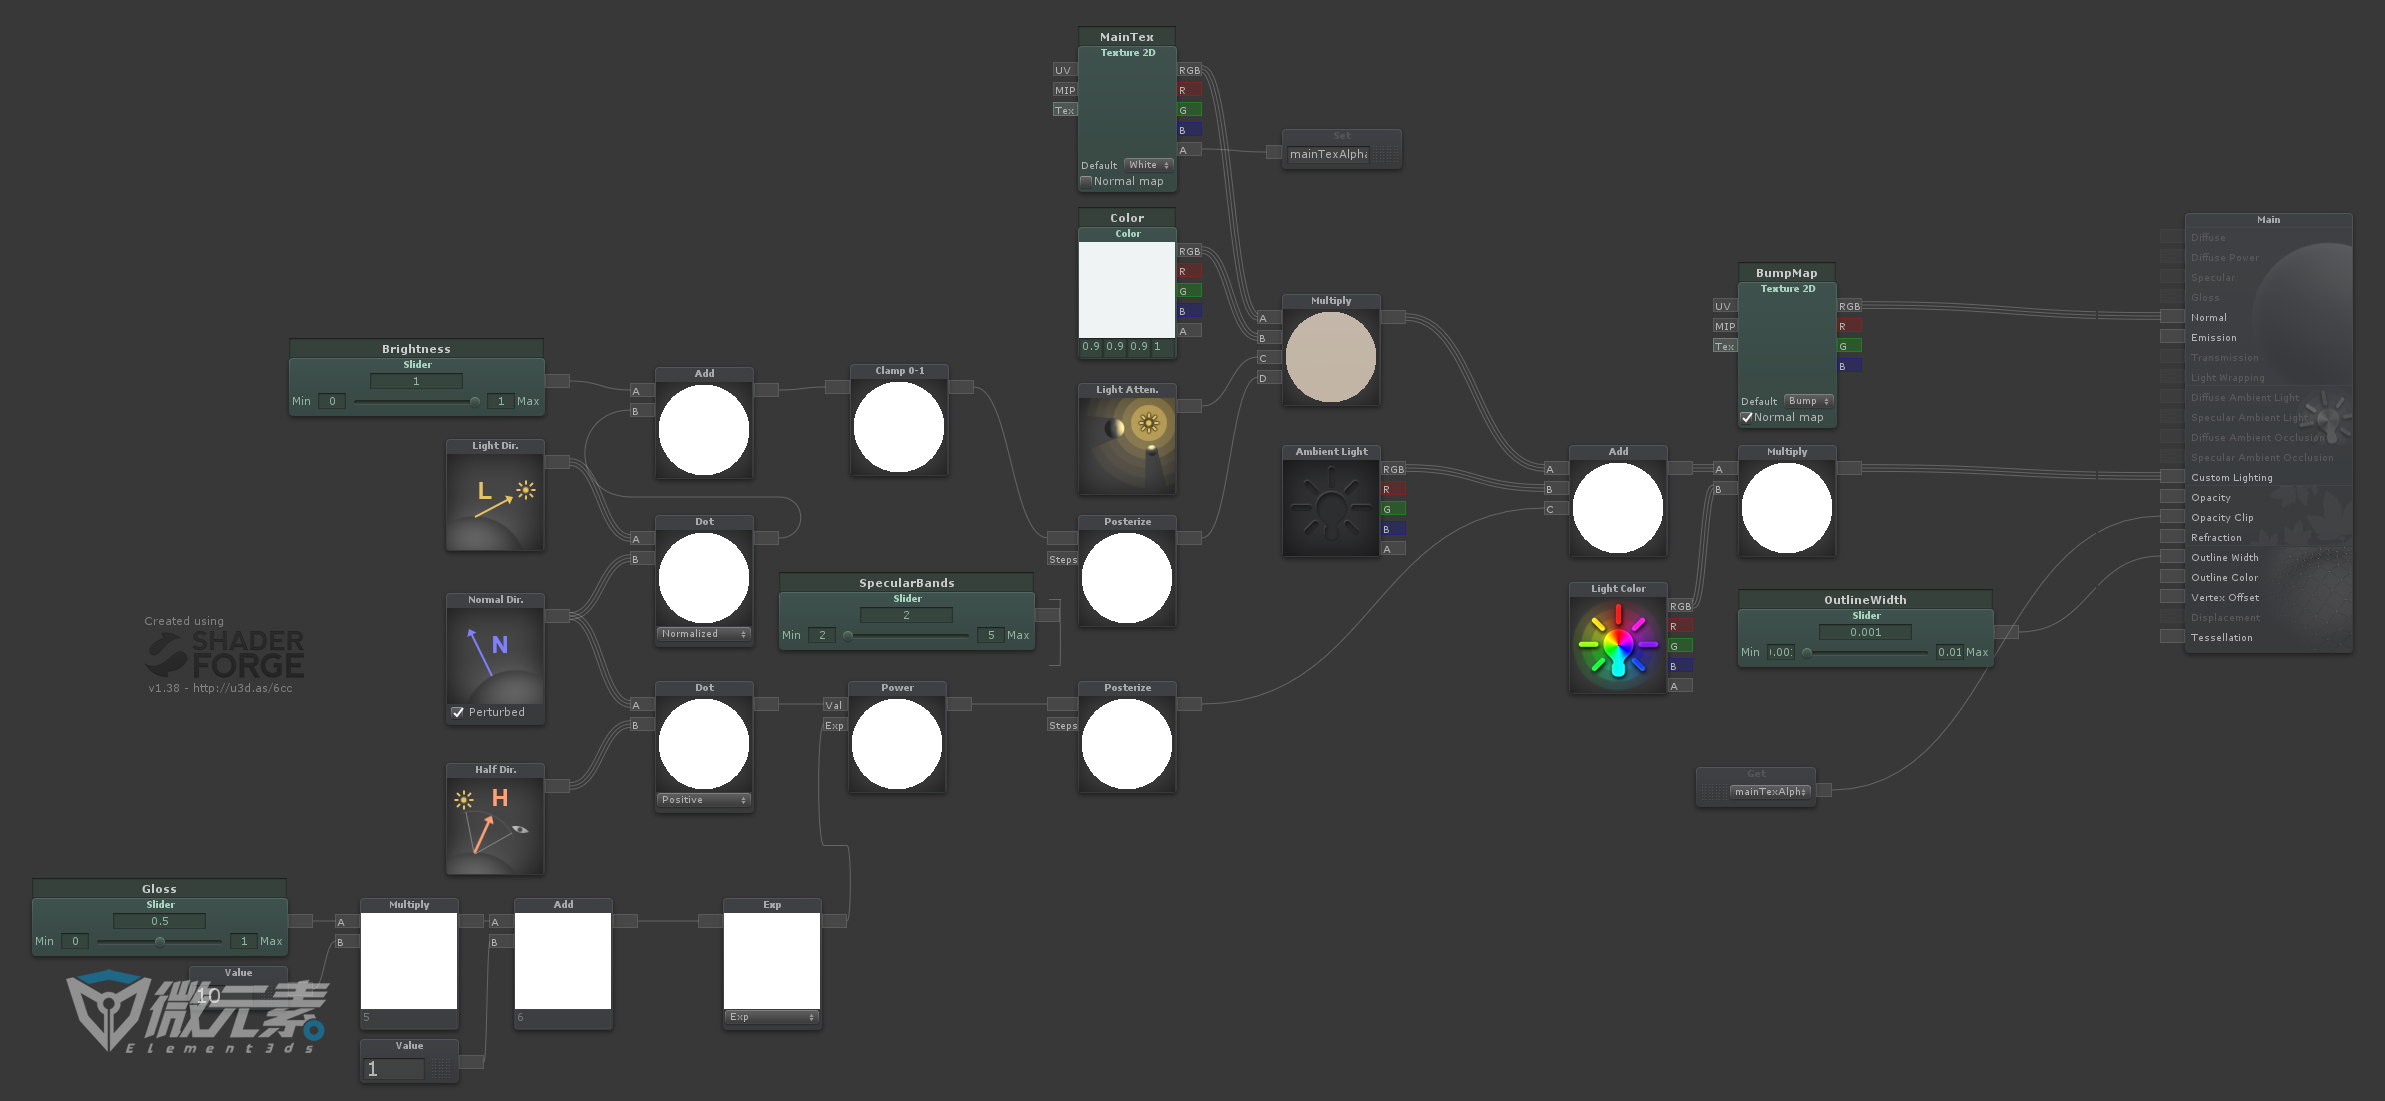 MainTex
Texture 2D
UV
MIP
Tex
RGB
R
G
B
A
Default White
Normal map
Set
mainTexAlpha
Color
Color
RGB
R
G
B
A
0.9 0.9 0.9 1
Multiply
A
B
C
D
Light Atten.
Brightness
Slider
1
Min 0 1 Max
Add
A
B
Clamp 0-1
Light Dir.
L
Dot
A
B
Normalized
Posterize
Steps
SpecularBands
Slider
2
Min 2 5 Max
Normal Dir.
N
Perturbed
Dot
A
B
Positive
Power
Val
Exp
Posterize
Steps
Half Dir.
H
Ambient Light
RGB
R
G
B
A
Add
A
B
C
Multiply
A
B
Light Color
RGB
R
G
B
A
BumpMap
Texture 2D
UV
MIP
Tex
RGB
R
G
B
Default Bump
Normal map
OutlineWidth
Slider
0.001
Min 0.01 Max
Get
mainTexAlph
Main
Diffuse
Diffuse Power
Specular
Gloss
Normal
Emission
Transmission
Light Wrapping
Diffuse Ambient Light
Specular Ambient Light
Diffuse Ambient Occlusion
Specular Ambient Occlusion
Custom Lighting
Opacity
Opacity Clip
Refraction
Outline Width
Outline Color
Vertex Offset
Displacement
Tessellation
Created using
SHADER
FORGE
v1.38 - http://u3d.as/6cc
Gloss
Slider
0.5
Min 0 1 Max
Value
10
Multiply
A
B
5
Add
A
B
6
Exp
Exp
Value
1
微元素
Element3ds